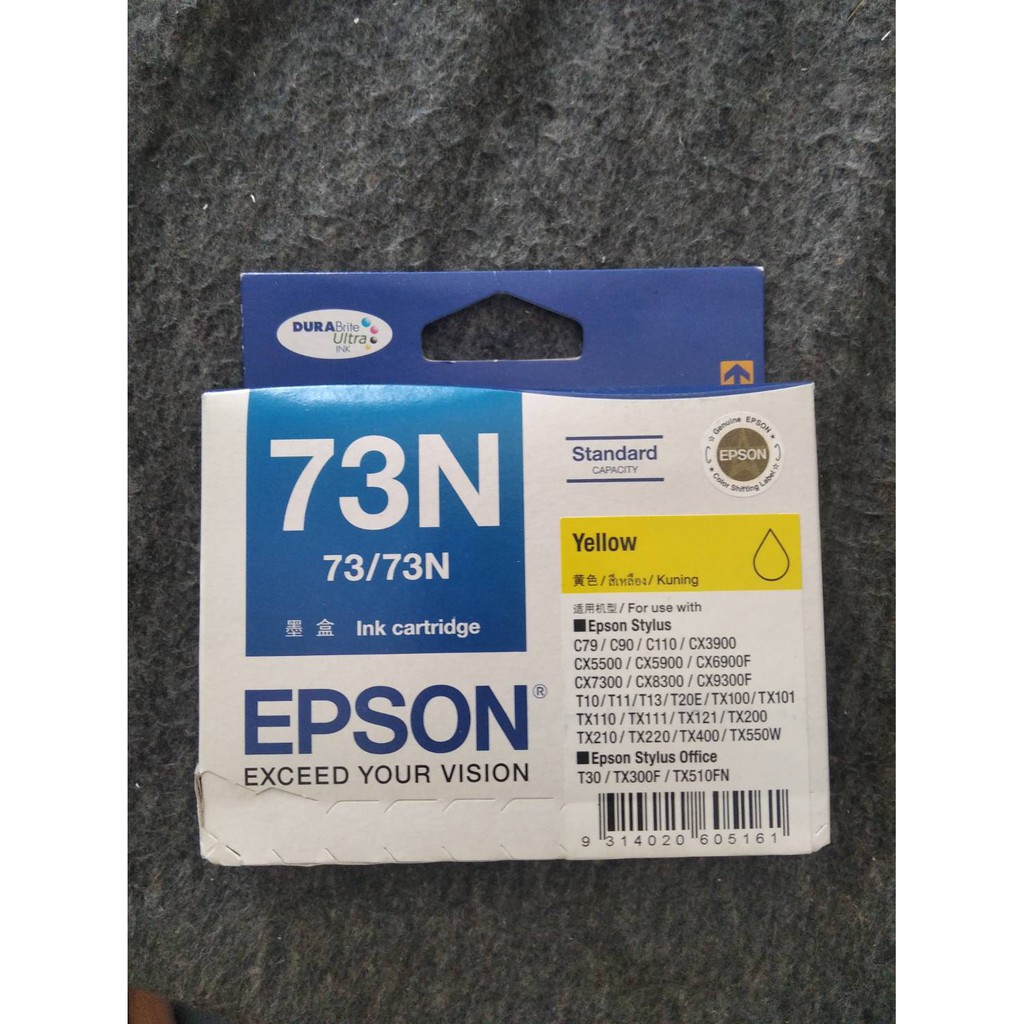 DURABrite
Ultra
INK
73N
73/73N
墨盒 Ink cartridge
EPSON®
EXCEED YOUR VISION
Standard
CAPACITY
Genuine EPSON
EPSON
Color Shifting Label
Yellow
黄色 / สีเหลือง / Kuning
适用机型 / For use with
■Epson Stylus
C79 / C90 / C110 / CX3900
CX5500 / CX5900 / CX6900F
CX7300 / CX8300 / CX9300F
T10 / T11 / T13 / T20E / TX100 / TX101
TX110 / TX111 / TX121 / TX200
TX210 / TX220 / TX400 / TX550W
■Epson Stylus Office
T30 / TX300F / TX510FN
9 314020 605161